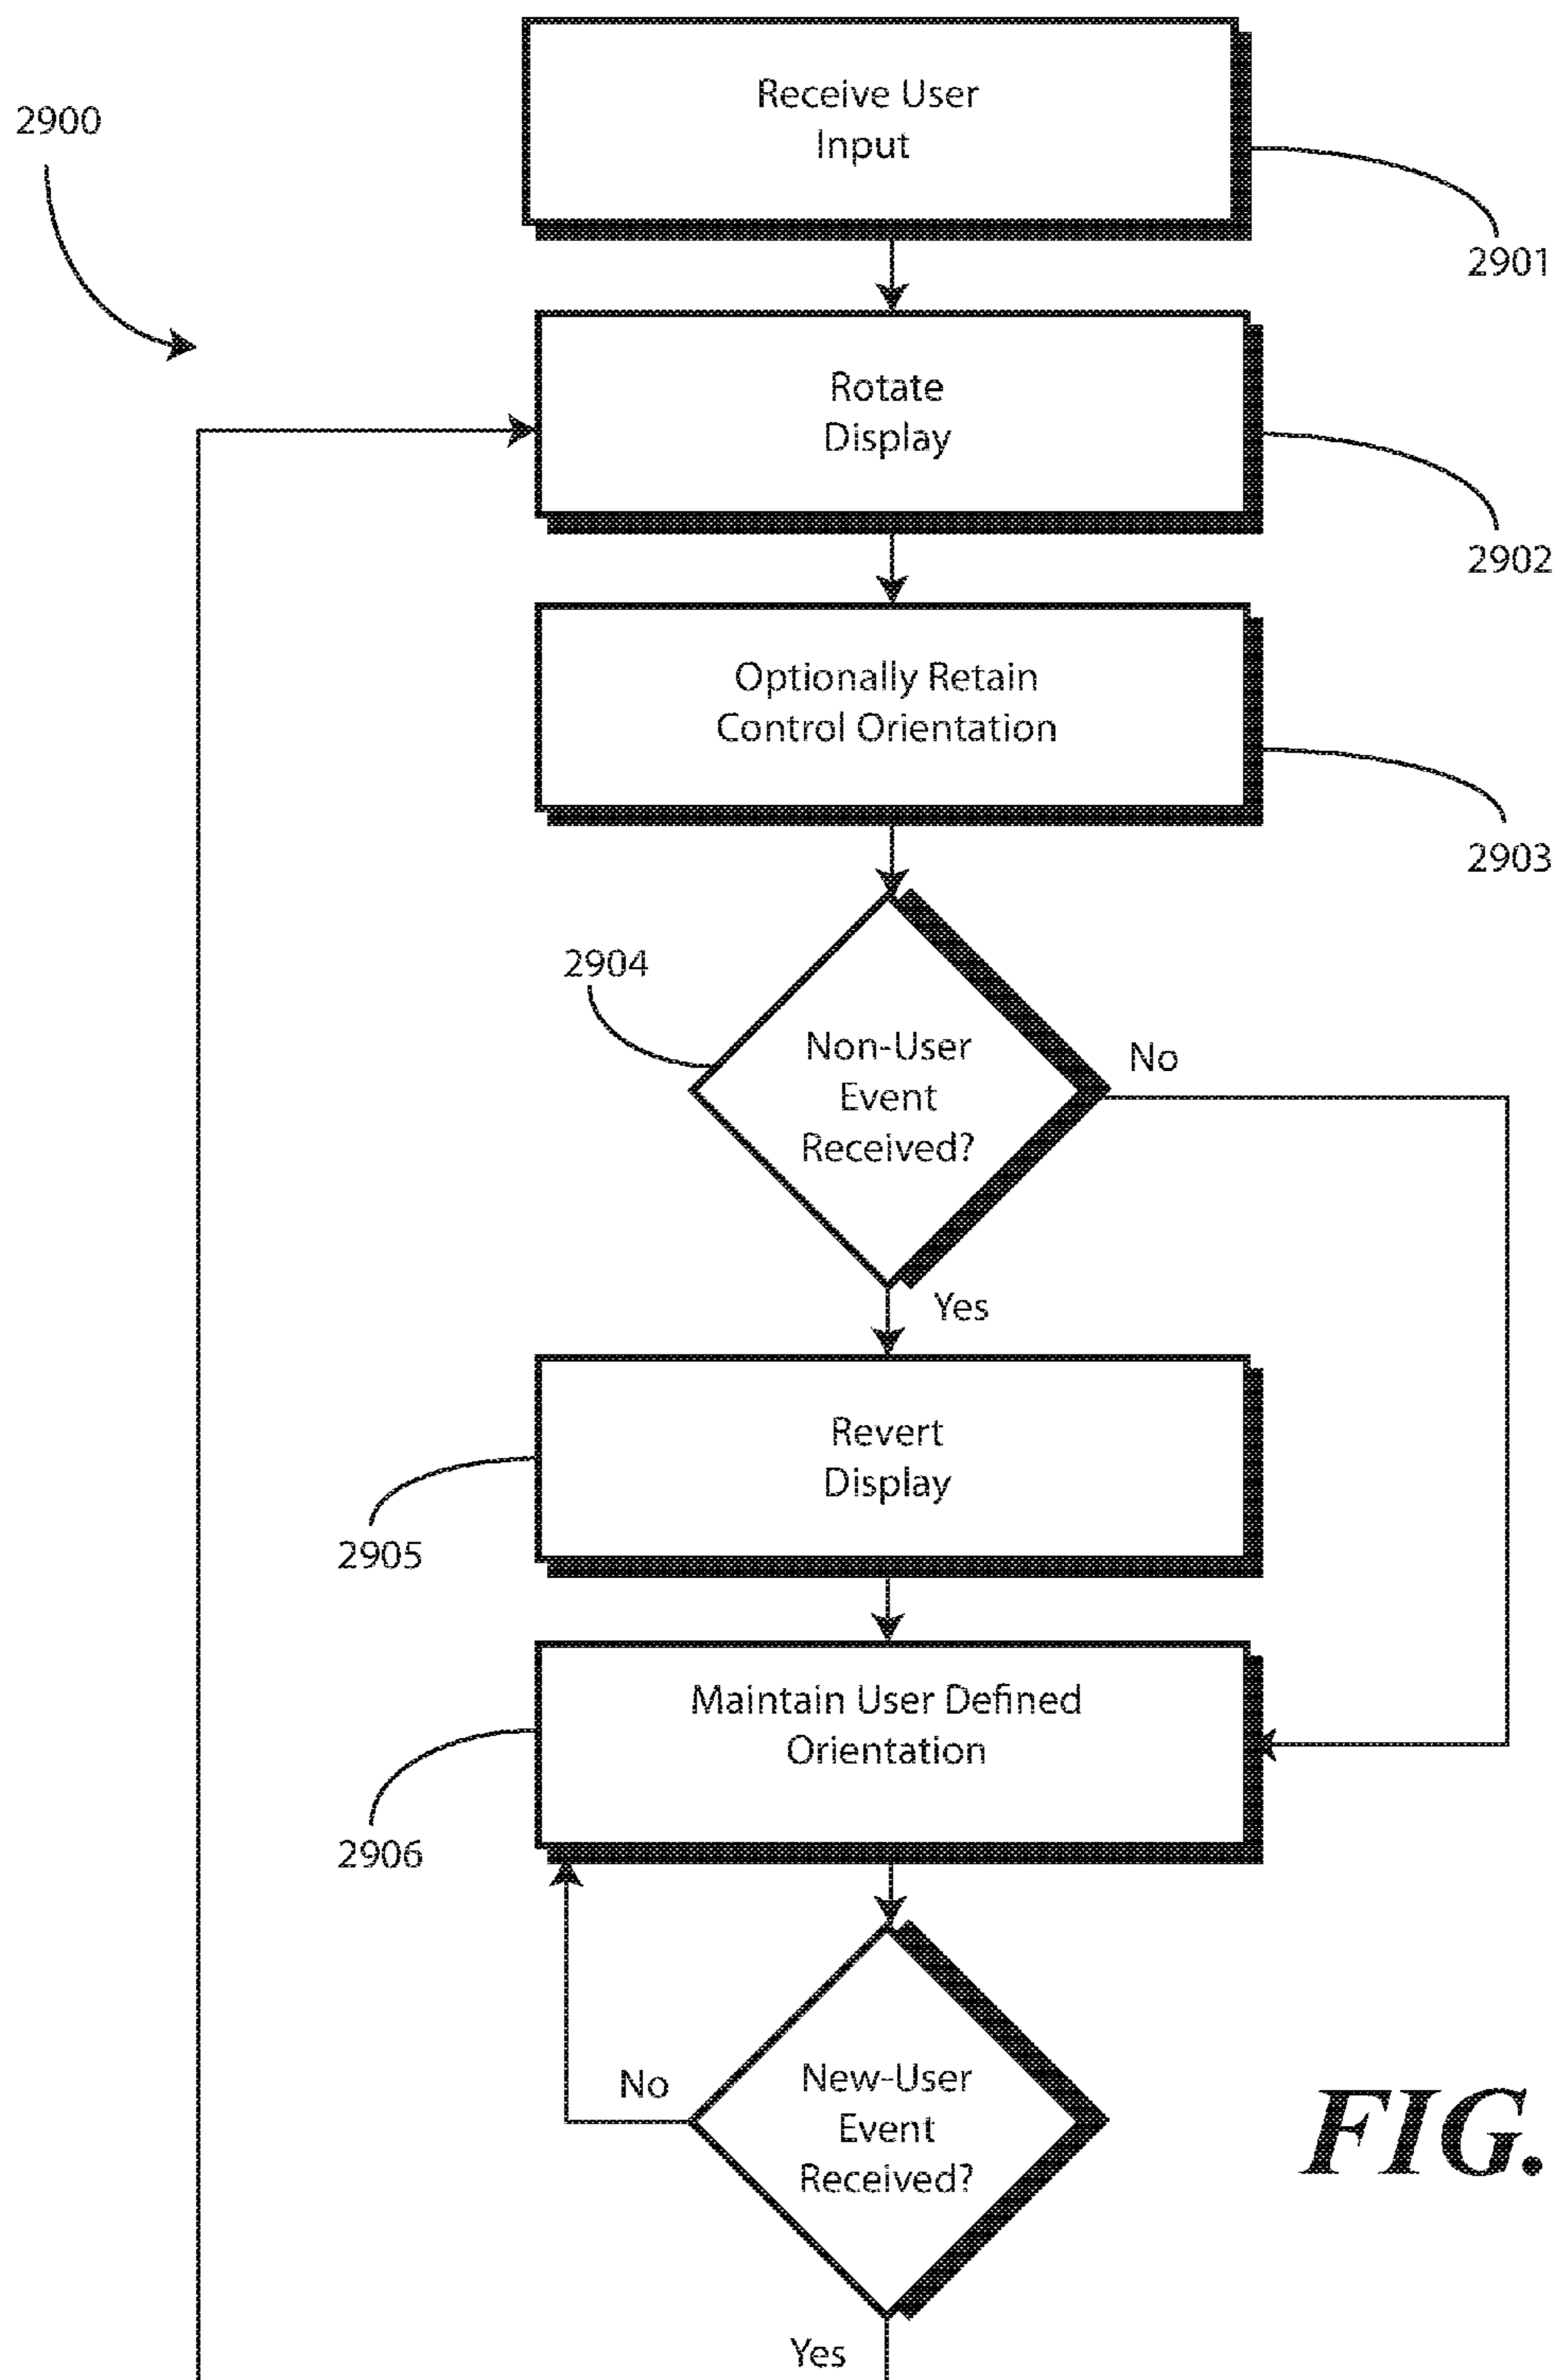 2900
Receive User
Input
2901
Rotate
Display
2902
Optionally Retain
Control Orientation
2903
2904
Non-User
Event
Received?
No
Yes
Revert
Display
2905
Maintain User Defined
Orientation
2906
No
New-User
Event
Received?
FIG.
Yes